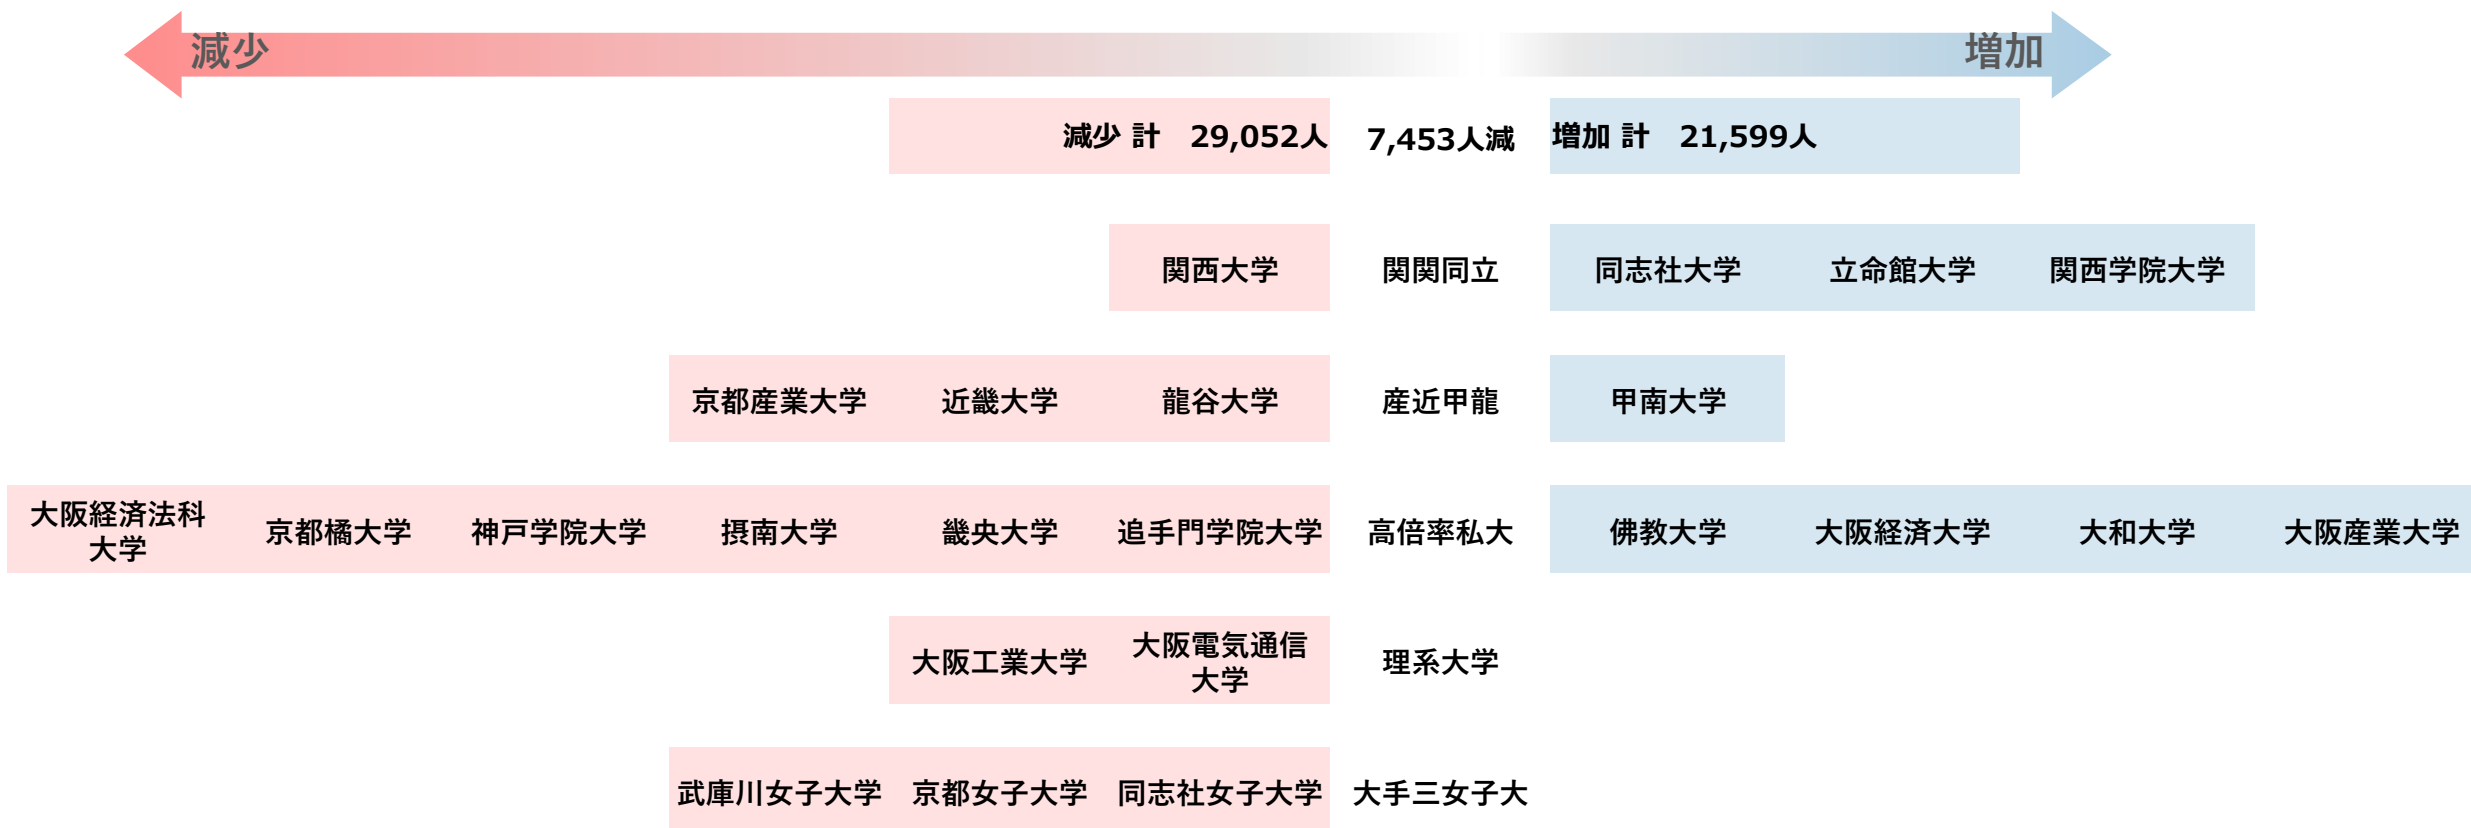 減少
増加
減少 計 29,052人
7,453人減
増加 計 21,599人
関西大学
関関同立
同志社大学
立命館大学
関西学院大学
京都産業大学
近畿大学
龍谷大学
産近甲龍
甲南大学
大阪経済法科
大学
京都橘大学
神戸学院大学
摂南大学
畿央大学
追手門学院大学
高倍率私大
佛教大学
大阪経済大学
大和大学
大阪産業大学
大阪工業大学
大阪電気通信
大学
理系大学
武庫川女子大学
京都女子大学
同志社女子大学
大手三女子大